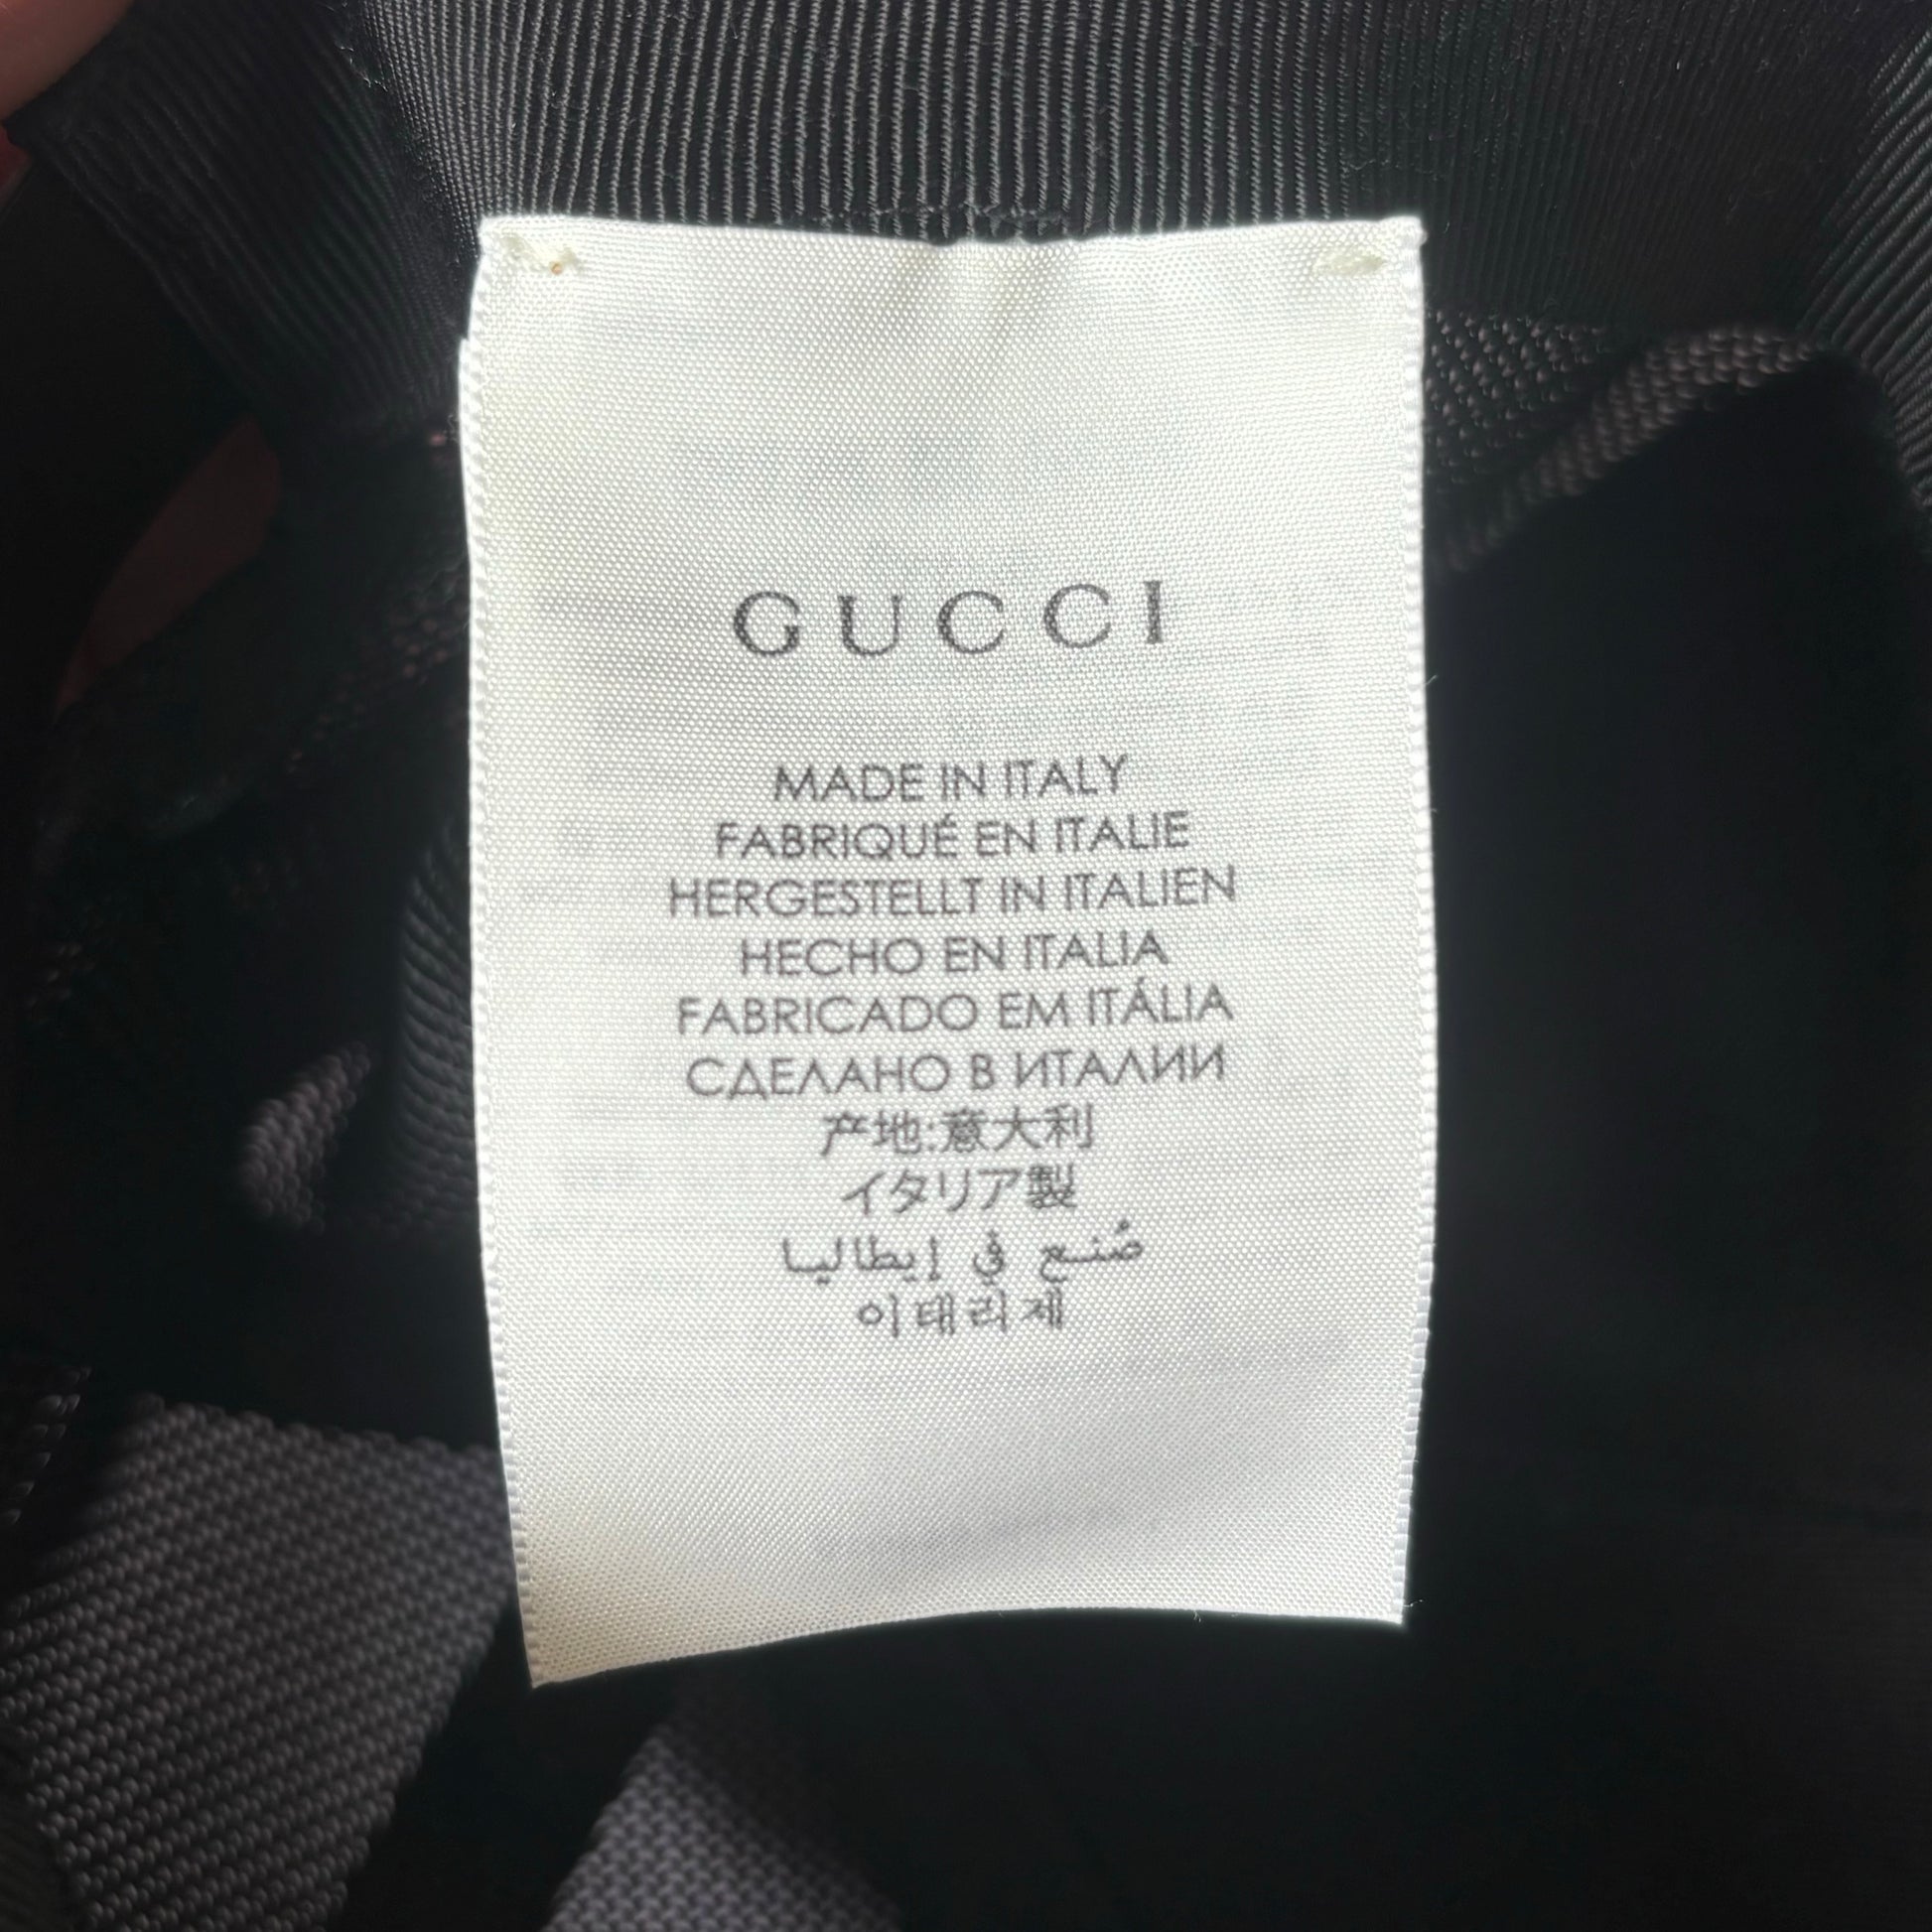 GUCCI
MADE IN ITALY
FABRIQUÉ EN ITALIE
HERGESTELLT IN ITALIEN
HECHO EN ITALIA
FABRICADO EM ITÁLIA
СДЕЛАНО В ИТАЛИИ
产地:意大利
イタリア製
صُنع في إيطاليا
이태리제